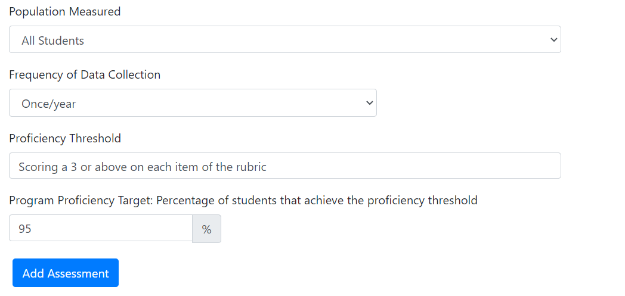 Population Measured
All Students
Frequency of Data Collection
Once/year
Proficiency Threshold
Scoring a 3 or above on each item of the rubric
Program Proficiency Target: Percentage of students that achieve the proficiency threshold
95 %
Add Assessment